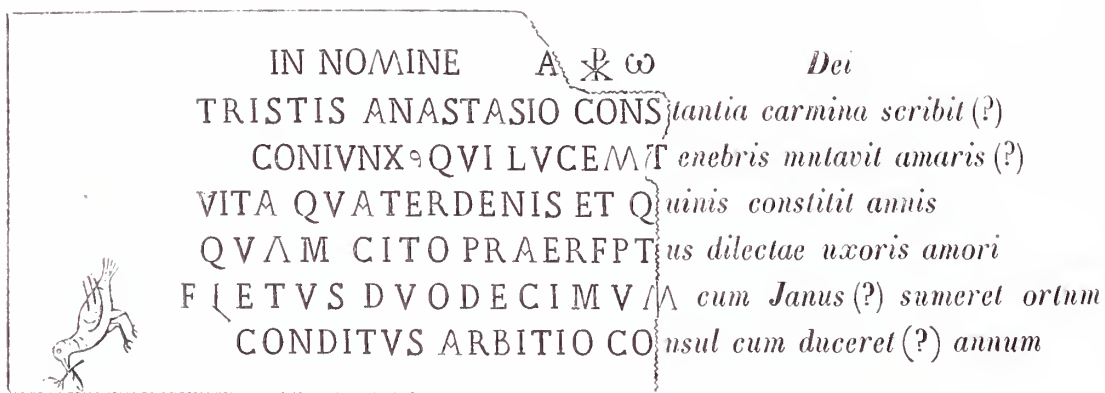 IN NOMINE A ☧ ω Dei
TRISTIS ANASTASIO CONStantia carmina scribit (?)
CONIVNX QVI LVCEM Tenebris mutavit amaris (?)
VITA QVATERDENIS ET Quinis constitit annis
QVAM CITO PRAERFPTus dilectae uxoris amori
FLETVS DVODECIMVM cum Janus (?) sumeret ortum
CONDITVS ARBITIO COnsul cum duceret (?) annum